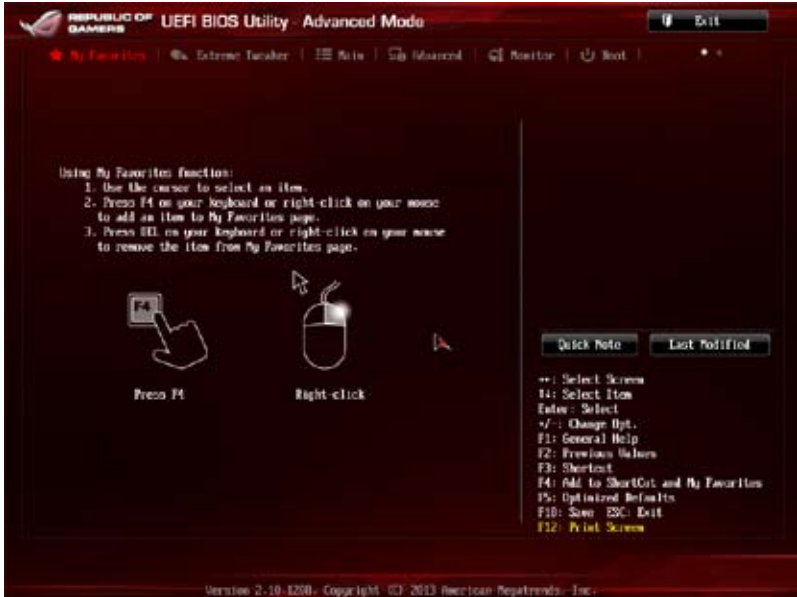 REPUBLIC OF GAMERS UEFI BIOS Utility - Advanced Mode
Exit
My Favorites Extreme Tweaker Main Advanced Monitor Boot
Using My Favorites function:
1. Use the cursor to select an item.
2. Press F4 on your keyboard or right-click on your mouse
to add an item to My Favorites page.
3. Press DEL on your keyboard or right-click on your mouse
to remove the item from My Favorites page.
F4
Press F4 Right-click
Quick Note Last Modified
→←: Select Screen
↑↓: Select Item
Enter: Select
+/-: Change Opt.
F1: General Help
F2: Previous Values
F3: Shortcut
F4: Add to ShortCut and My Favorites
F5: Optimized Defaults
F10: Save ESC: Exit
F12: Print Screen
Version 2.10.1208. Copyright (C) 2013 American Megatrends, Inc.